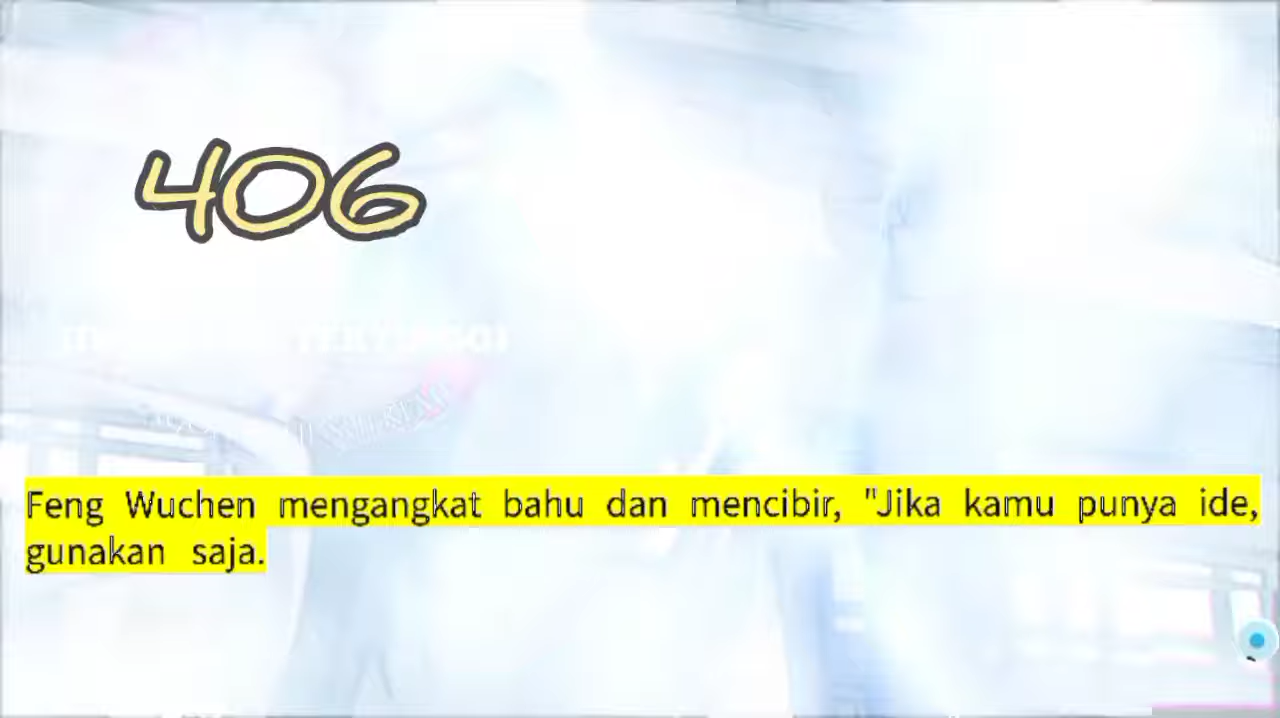 406
Feng Wuchen mengangkat bahu dan mencibir, "Jika kamu punya ide,
gunakan saja.